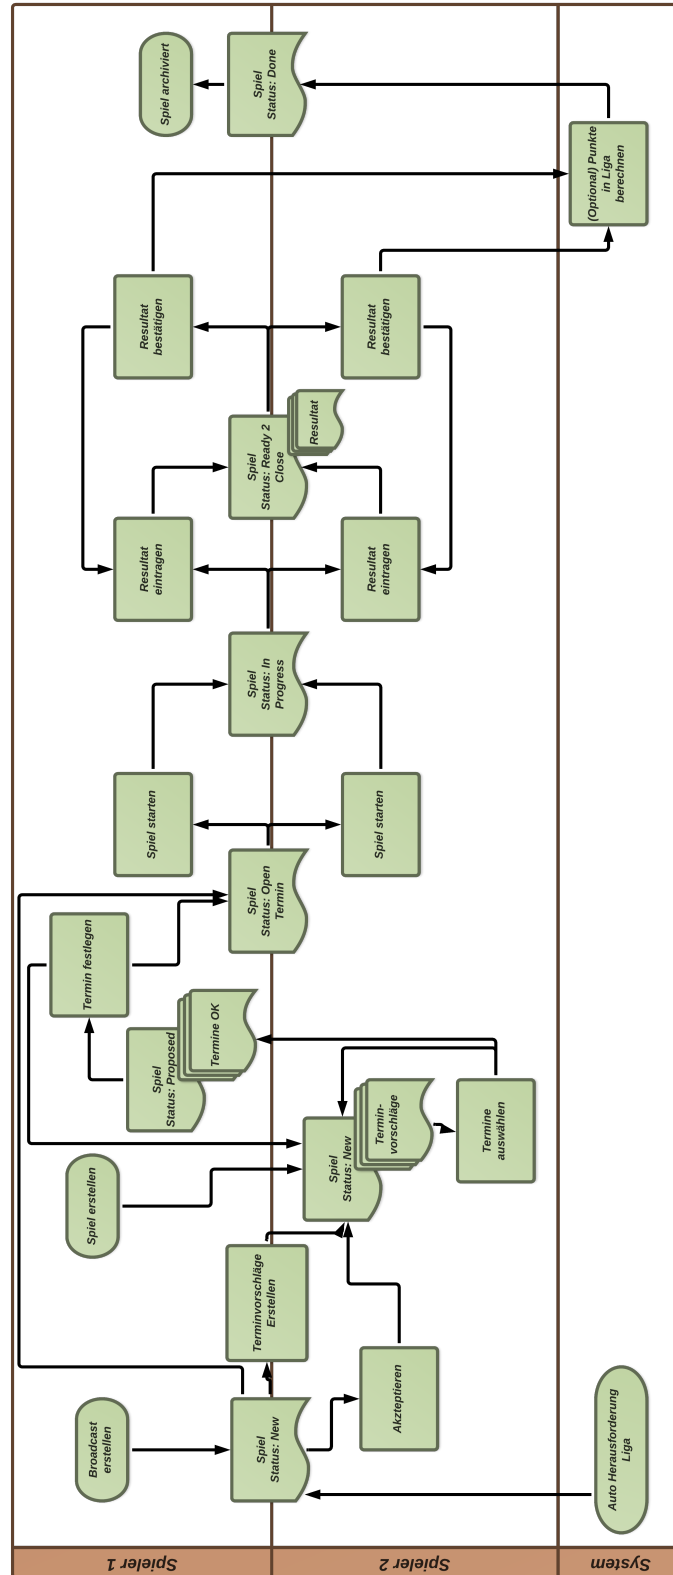 Spieler 1
Spieler 2
System
Broadcast
erstellen
Spiel
Status: New
Auto Herausforderung
Liga
Akzteptieren
Terminvorschläge
Erstellen
Spiel erstellen
Spiel
Status: New
Termin-
vorschläge
Termine
auswählen
Spiel
Status: Proposed
Termine OK
Termin festlegen
Spiel
Status: Open
Termin
Spiel starten
Spiel starten
Spiel
Status: In
Progress
Resultat
eintragen
Resultat
eintragen
Spiel
Status: Ready 2
Close
Resultat
Resultat
bestätigen
Resultat
bestätigen
(Optional) Punkte
in Liga
berechnen
Spiel
Status: Done
Spiel archiviert